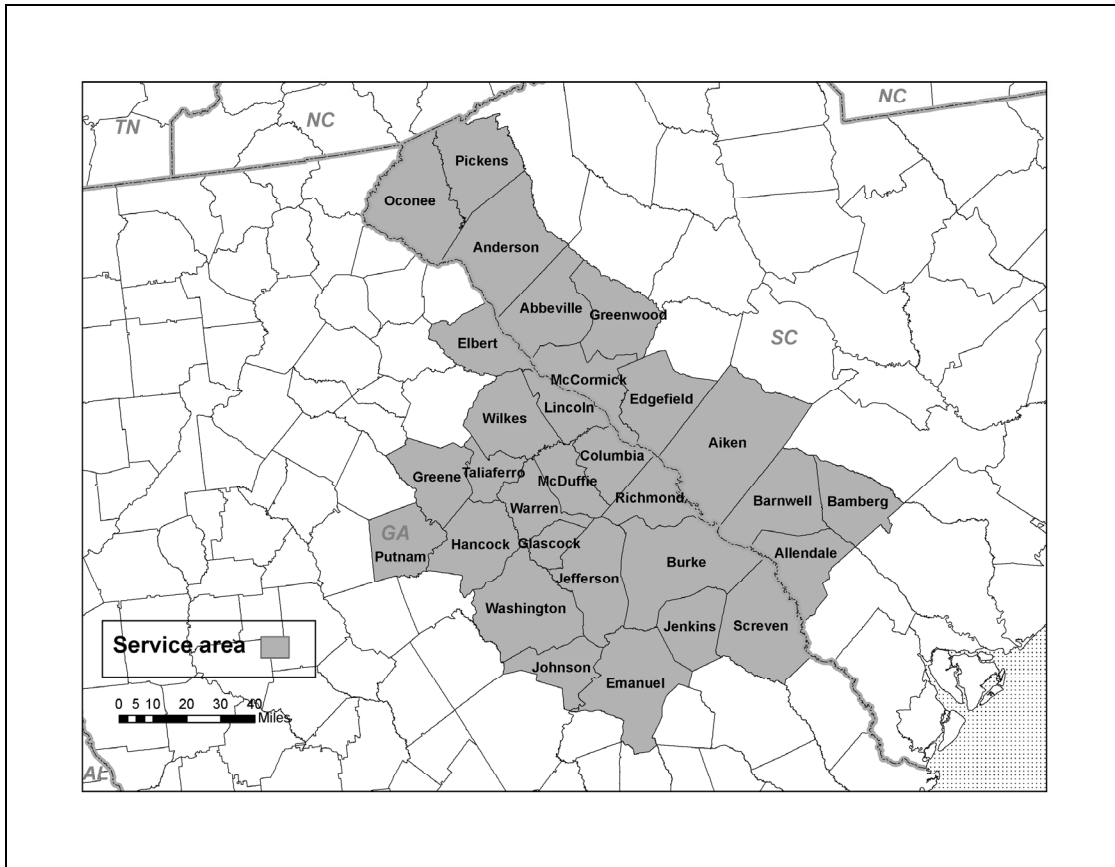 NC
TN
NC
Pickens
Oconee
Anderson
Abbeville
Greenwood
SC
Elbert
McCormick
Edgefield
Lincoln
Wilkes
Aiken
Columbia
Taliaferro
Greene
McDuffie
Richmond
Barnwell
Bamberg
Warren
GA
Hancock
Glascock
Putnam
Allendale
Burke
Jefferson
Washington
Jenkins
Screven
Service area
Johnson
Emanuel
0 5 10 20 30 40
Miles